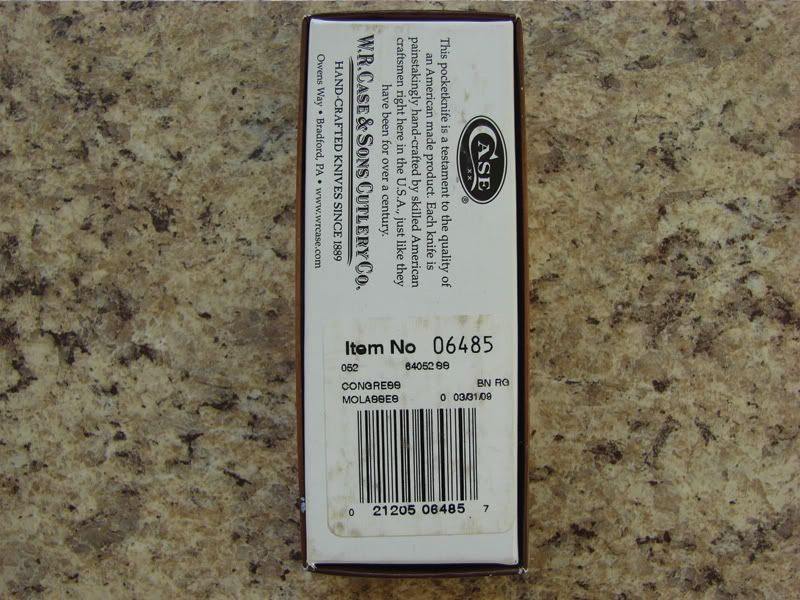 CASE
XX
®
This pocketknife is a testament to the quality of
an American made product. Each knife is
painstakingly hand-crafted by skilled American
craftsmen right here in the U.S.A., just like they
have been for over a century.
W.R. CASE & SONS CUTLERY CO.
HAND-CRAFTED KNIVES SINCE 1889
Owens Way • Bradford, PA • www.wrcase.com
Item No 06485
052 64052 SS
CONGRESS BN RG
MOLASSES 0 03/31/09
0 21205 06485 7